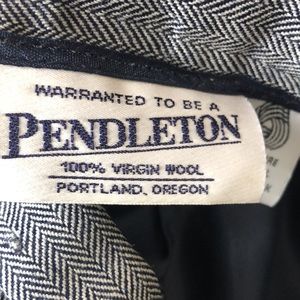 WARRANTED TO BE A
PENDLETON
100% VIRGIN WOOL
PORTLAND, OREGON